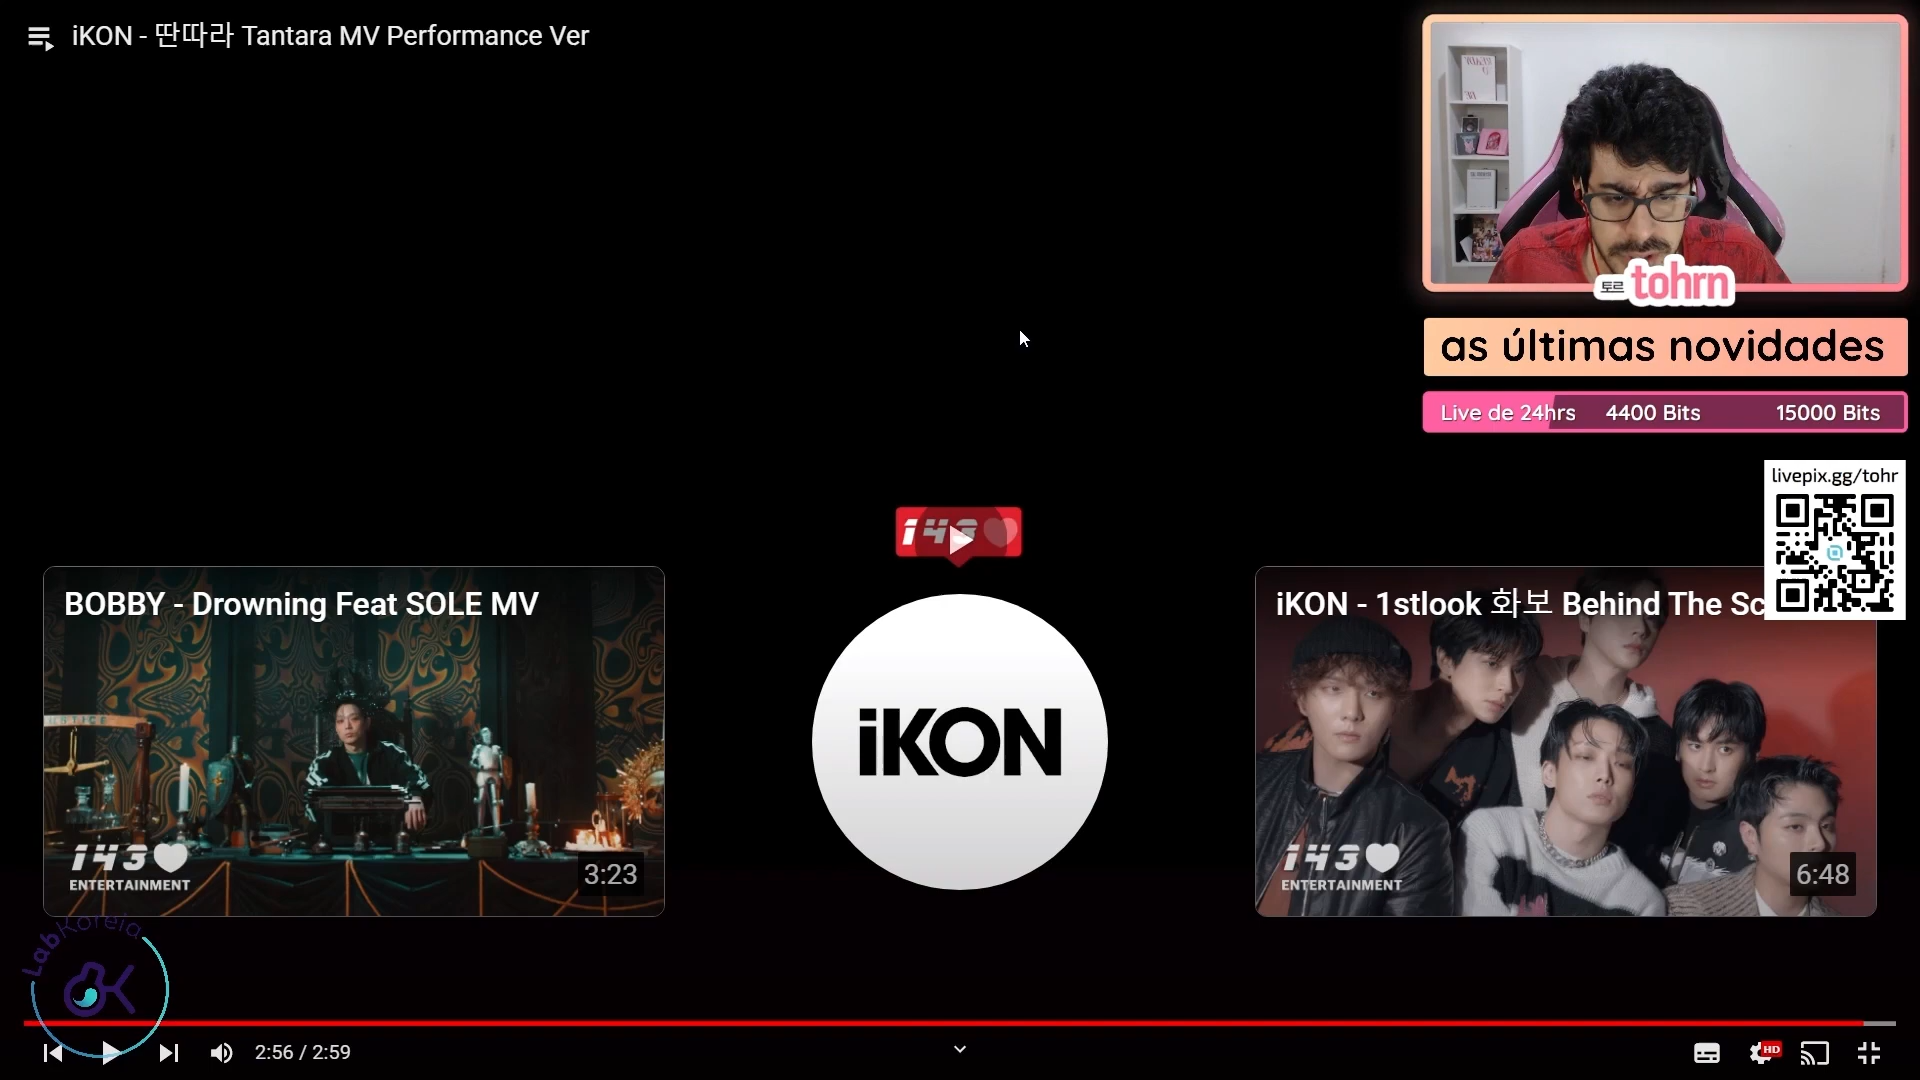 iKON - 딴따라 Tantara MV Performance Ver
토르 tohrn
as últimas novidades
Live de 24hrs 4400 Bits 15000 Bits
livepix.gg/tohr
143
BOBBY - Drowning Feat SOLE MV
143
ENTERTAINMENT
3:23
iKON
iKON - 1stlook 화보 Behind The Sc
143
ENTERTAINMENT
6:48
LabKoreia
2:56 / 2:59
HD